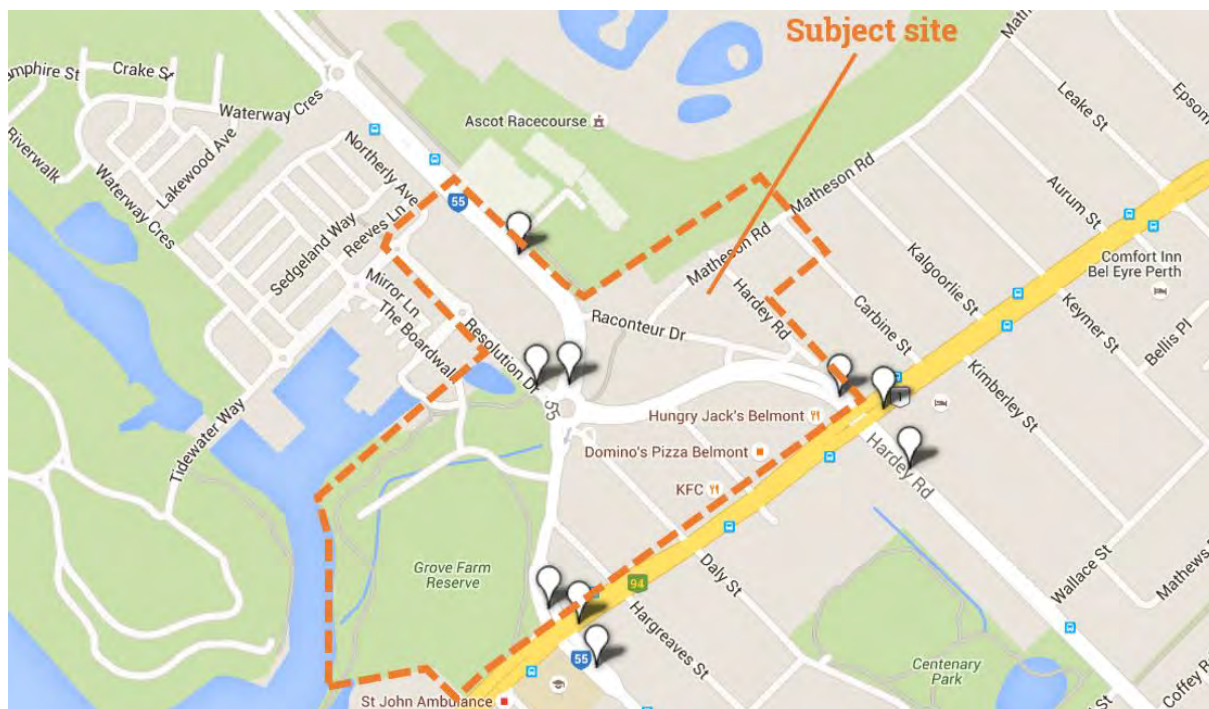 Subject site
Math
amphire St
Crake St
Waterway Cres
Riverwalk
Waterway Cres
Lakewood Ave
Northerly Ave
Reeves Ln
Sedgeland Way
Mirror Ln
The Boardwalk
Resolution Dr
Tidewater Way
55
Ascot Racecourse
Matheson Rd
Matheson Rd
Leake St
Epsom
Aurum St
Kalgoorlie St
Carbine St
Hardey Rd
Raconteur Dr
Comfort Inn
Bel Eyre Perth
Keymer St
Bellis Pl
Kimberley St
1
55
Hungry Jack's Belmont
Domino's Pizza Belmont
KFC
Hardey Rd
Daly St
Wallace St
Mathews
Grove Farm
Reserve
94
Hargreaves St
55
St John Ambulance
Centenary
Park
Coffey R